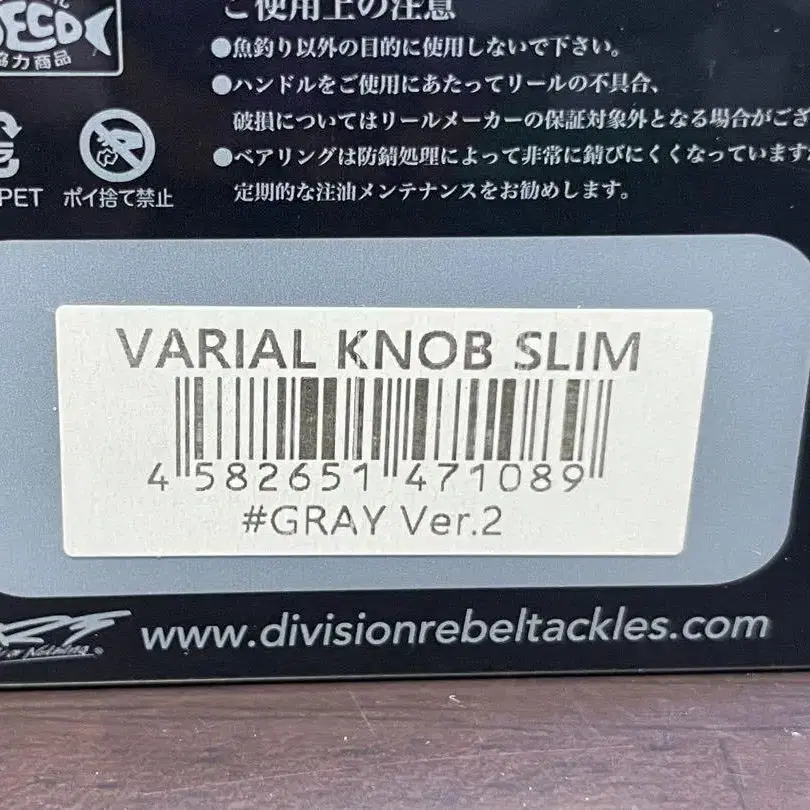 ご使用上の注意
●魚釣り以外の目的に使用しないで下さい。
●ハンドルをご使用にあたってリールの不具合、
破損についてはリールメーカーの保証対象外となる場合がござ
●ベアリングは防錆処理によって非常に錆びにくくなっています
定期的な注油メンテナンスをお勧めします。
協力商品
PET
ポイ捨て禁止
VARIAL KNOB SLIM
4 582651 471089
#GRAY Ver.2
or Nothing
www.divisionrebeltackles.com